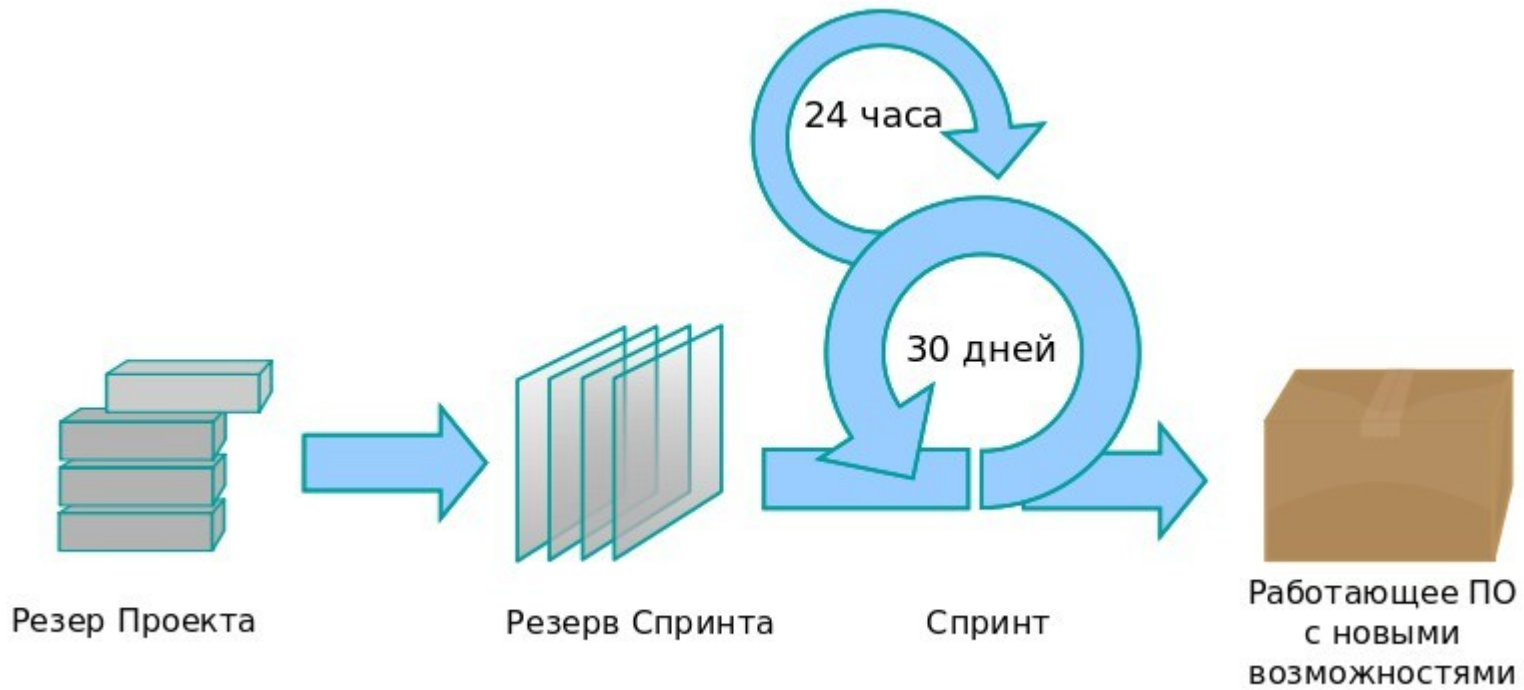 24 часа
30 дней
Резер Проекта
Резерв Спринта
Спринт
Работающее ПО
с новыми
возможностями